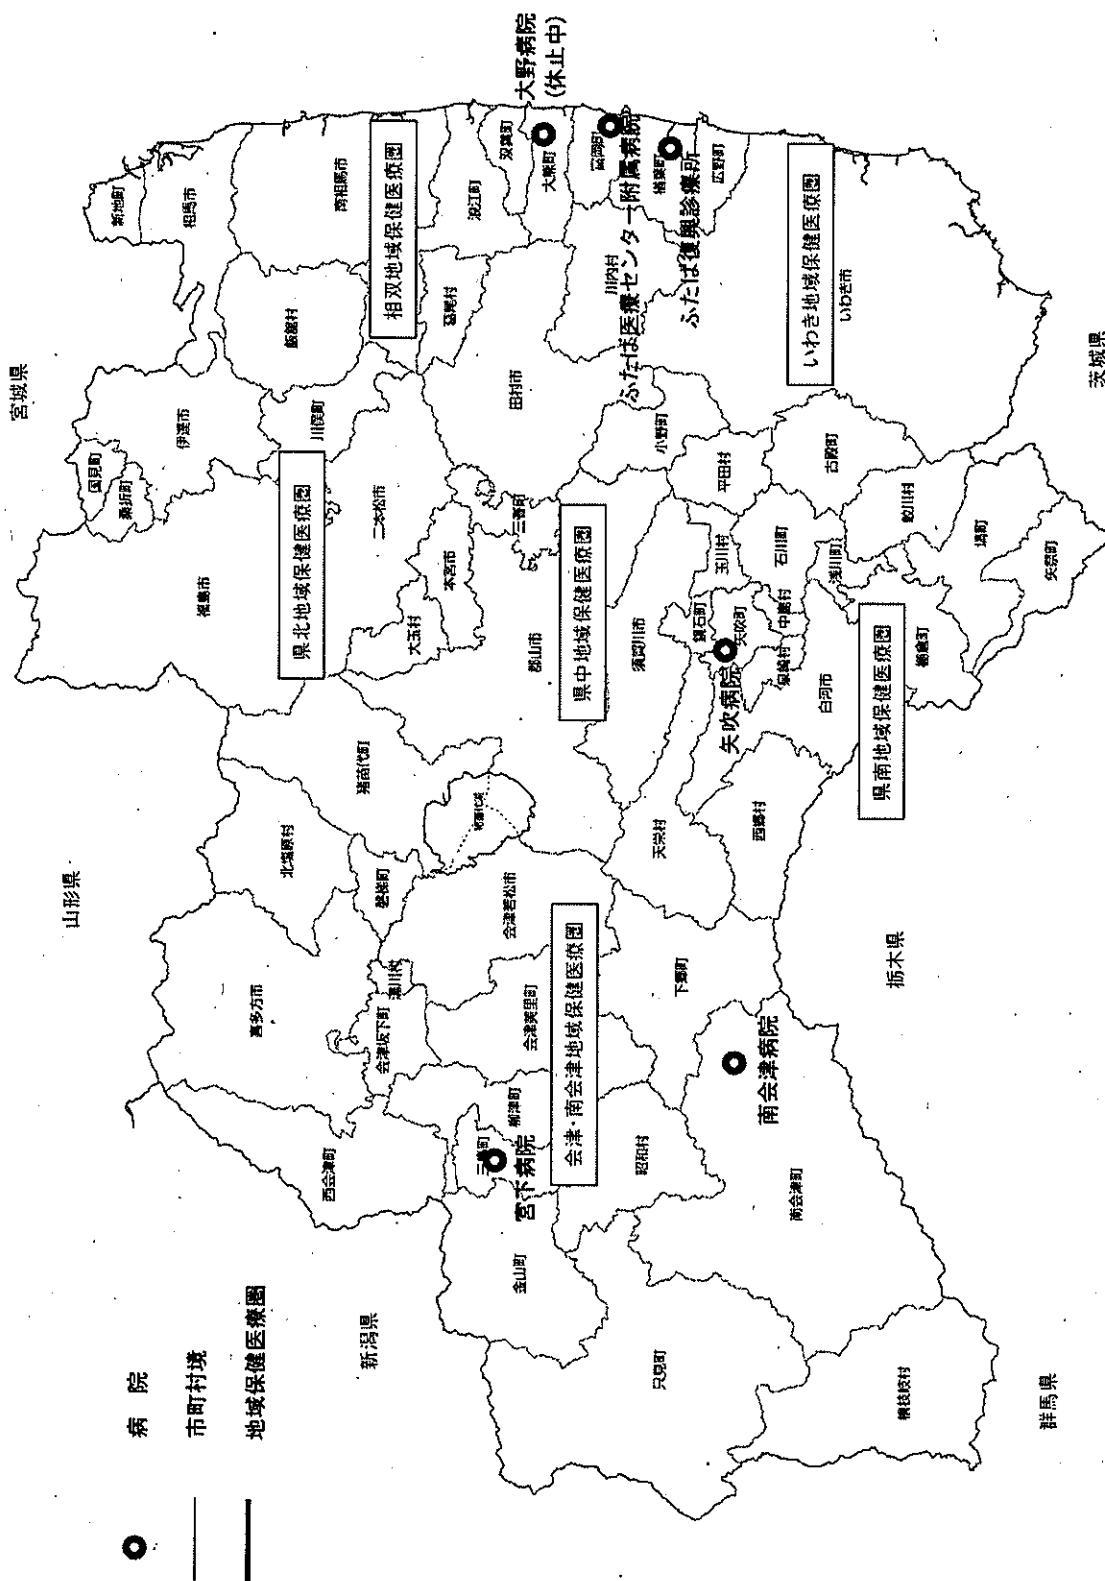 病　院
市町村境
地域保健医療圏
山形県
宮城県
新潟県
群馬県
栃木県
茨城県
県北地域保健医療圏
相双地域保健医療圏
県中地域保健医療圏
会津・南会津地域保健医療圏
県南地域保健医療圏
いわき地域保健医療圏
大野病院
(休止中)
ふたば医療センター附属病院
ふたば復興診療所
矢吹病院
南会津病院
宮下病院
新地町
相馬市
南相馬市
飯舘村
浪江町
双葉町
大熊町
富岡町
楢葉町
広野町
川内村
葛尾村
いわき市
国見町
桑折町
伊達市
福島市
川俣町
二本松市
大玉村
本宮市
田村市
三春町
小野町
郡山市
須賀川市
平田村
玉川村
石川町
古殿町
浅川町
鏡石町
天栄村
矢吹町
中島村
泉崎村
白河市
西郷村
棚倉町
鮫川村
塙町
矢祭町
猪苗代町
猪苗代湖
北塩原村
磐梯町
会津若松市
喜多方市
湯川村
会津坂下町
会津美里町
西会津町
柳津町
三島町
金山町
昭和村
下郷町
南会津町
只見町
檜枝岐村